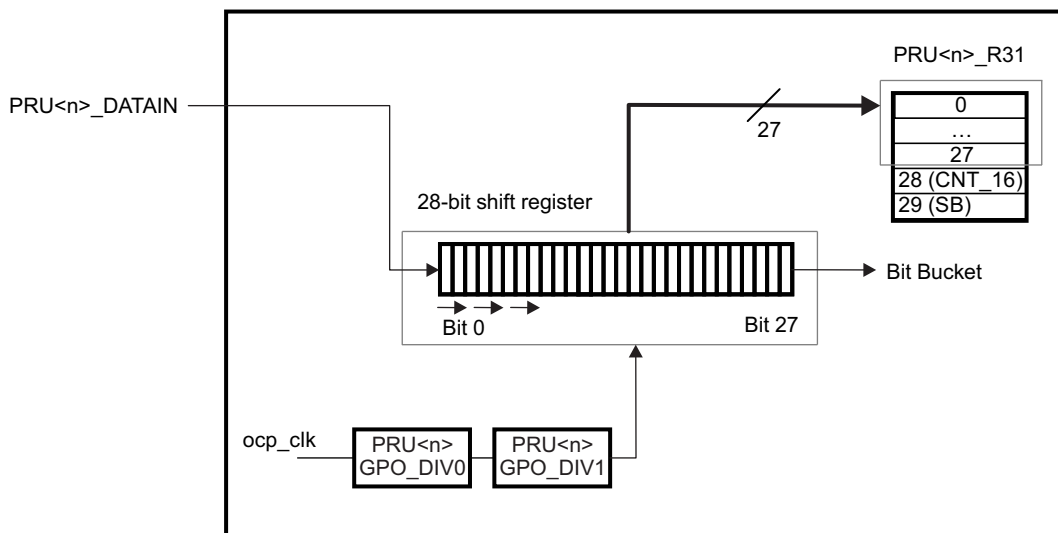 PRU<n>_R31
PRU<n>_DATAIN
0
...
27
27
28 (CNT_16)
29 (SB)
28-bit shift register
Bit Bucket
Bit 0
Bit 27
ocp_clk
PRU<n>
GPO_DIV0
PRU<n>
GPO_DIV1